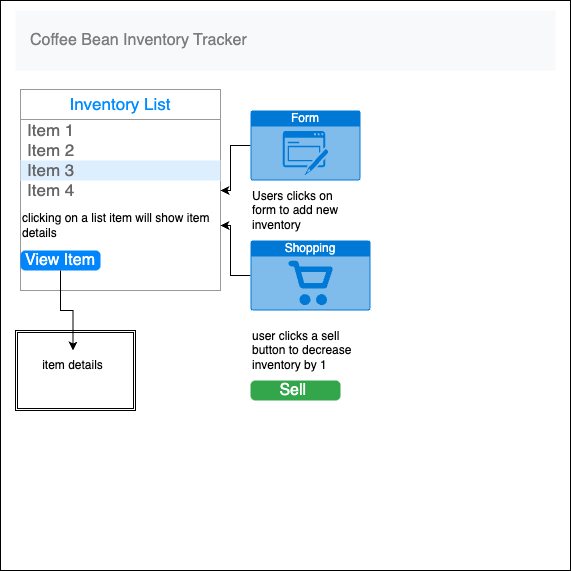 Coffee Bean Inventory Tracker
Inventory List
Item 1
Item 2
Item 3
Item 4
clicking on a list item will show item
details
View Item
item details
Form
Users clicks on
form to add new
inventory
Shopping
user clicks a sell
button to decrease
inventory by 1
Sell